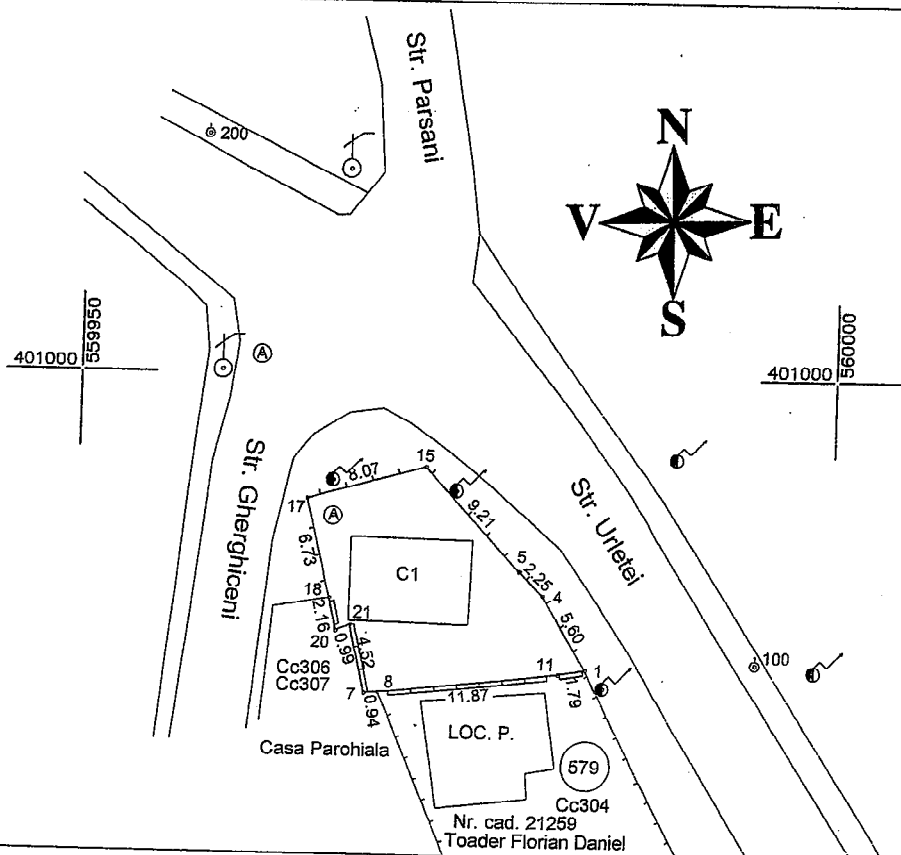 Str. Parsani
200
N
V
E
S
559950
401000
560000
401000
A
Str. Gherghiceni
Str. Urletei
15
8.07
17
A
9.21
6.73
C1
5
2.25
4
18
2.16
21
5.60
20
0.99
4.52
Cc306
Cc307
11
1
100
7
8
0.94
11.87
1.79
Casa Parohiala
LOC. P.
579
Cc304
Nr. cad. 21259
Toader Florian Daniel